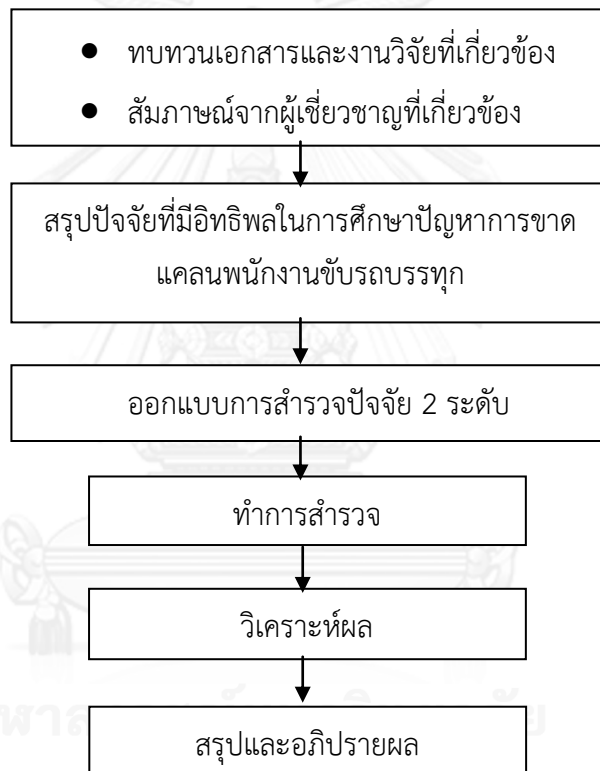 ● ทบทวนเอกสารและงานวิจัยที่เกี่ยวข้อง
● สัมภาษณ์จากผู้เชี่ยวชาญที่เกี่ยวข้อง
สรุปปัจจัยที่มีอิทธิพลในการศึกษาปัญหาการขาด
แคลนพนักงานขับรถบรรทุก
ออกแบบการสำรวจปัจจัย 2 ระดับ
ทำการสำรวจ
วิเคราะห์ผล
สรุปและอภิปรายผล